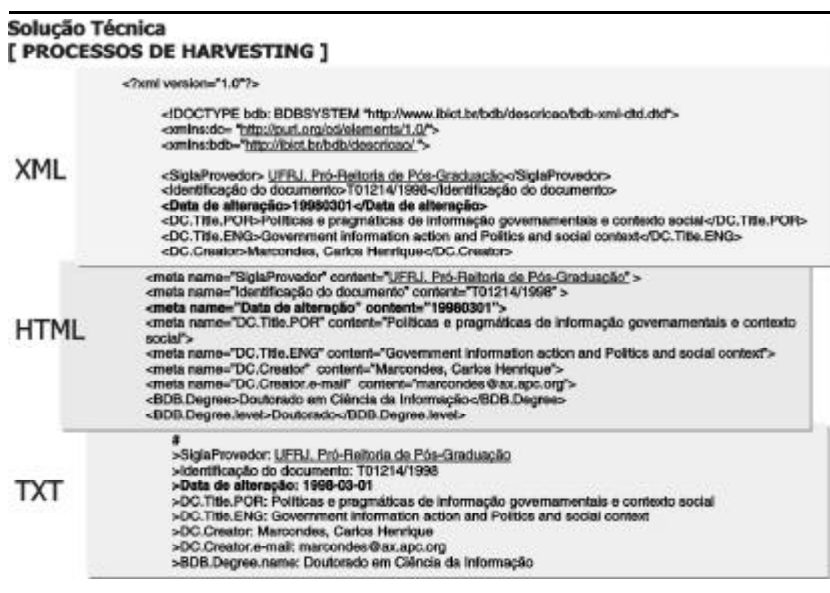 Solução Técnica
[ PROCESSOS DE HARVESTING ]
XML
<?xml version="1.0"?>
<!DOCTYPE bdb: BDBSYSTEM "http://www.ibict.br/bdb/descricao/bdb-xml-dtd.dtd">
<xmlns:dc= "http://purl.org/cd/elements/1.0/">
<xmlns:bdb="http://ibict.br/bdb/descricao/ ">
<SiglaProvedor> UFRJ. Pró-Reitoria de Pós-Graduação</SiglaProvedor>
<Identificação do documento>T01214/1998</Identificação do documento>
<Data de alteração>19980301</Data de alteração>
<DC.Title.POR>Políticas e pragmáticas de informação governamentais e contexto social</DC.Title.POR>
<DC.Title.ENG>Government information action and Politics and social context</DC.Title.ENG>
<DC.Creator>Marcondes, Carlos Henrique</DC.Creator>
HTML
<meta name="SiglaProvedor" content="UFRJ. Pró-Reitoria de Pós-Graduação" >
<meta name="Identificação do documento" content="T01214/1998" >
<meta name="Data de alteração" content="19980301">
<meta name="DC.Title.POR" content="Políticas e pragmáticas de informação governamentais e contexto
social">
<meta name="DC.Title.ENG" content="Government information action and Politics and social context">
<meta name="DC.Creator" content="Marcondes, Carlos Henrique">
<meta name="DC.Creator.e-mail" content="marcondes@ax.apc.org">
<BDB.Degree>Doutorado em Ciência da Informação</BDB.Degree>
<BDB.Degree.level>Doutorado</BDB.Degree.level>
TXT
#
>SiglaProvedor: UFRJ. Pró-Reitoria de Pós-Graduação
>Identificação do documento: T01214/1998
>Data de alteração: 1998-03-01
>DC.Title.POR: Políticas e pragmáticas de informação governamentais e contexto social
>DC.Title.ENG: Government information action and Politics and social context
>DC.Creator: Marcondes, Carlos Henrique
>DC.Creator.e-mail: marcondes@ax.apc.org
>BDB.Degree.name: Doutorado em Ciência da Informação